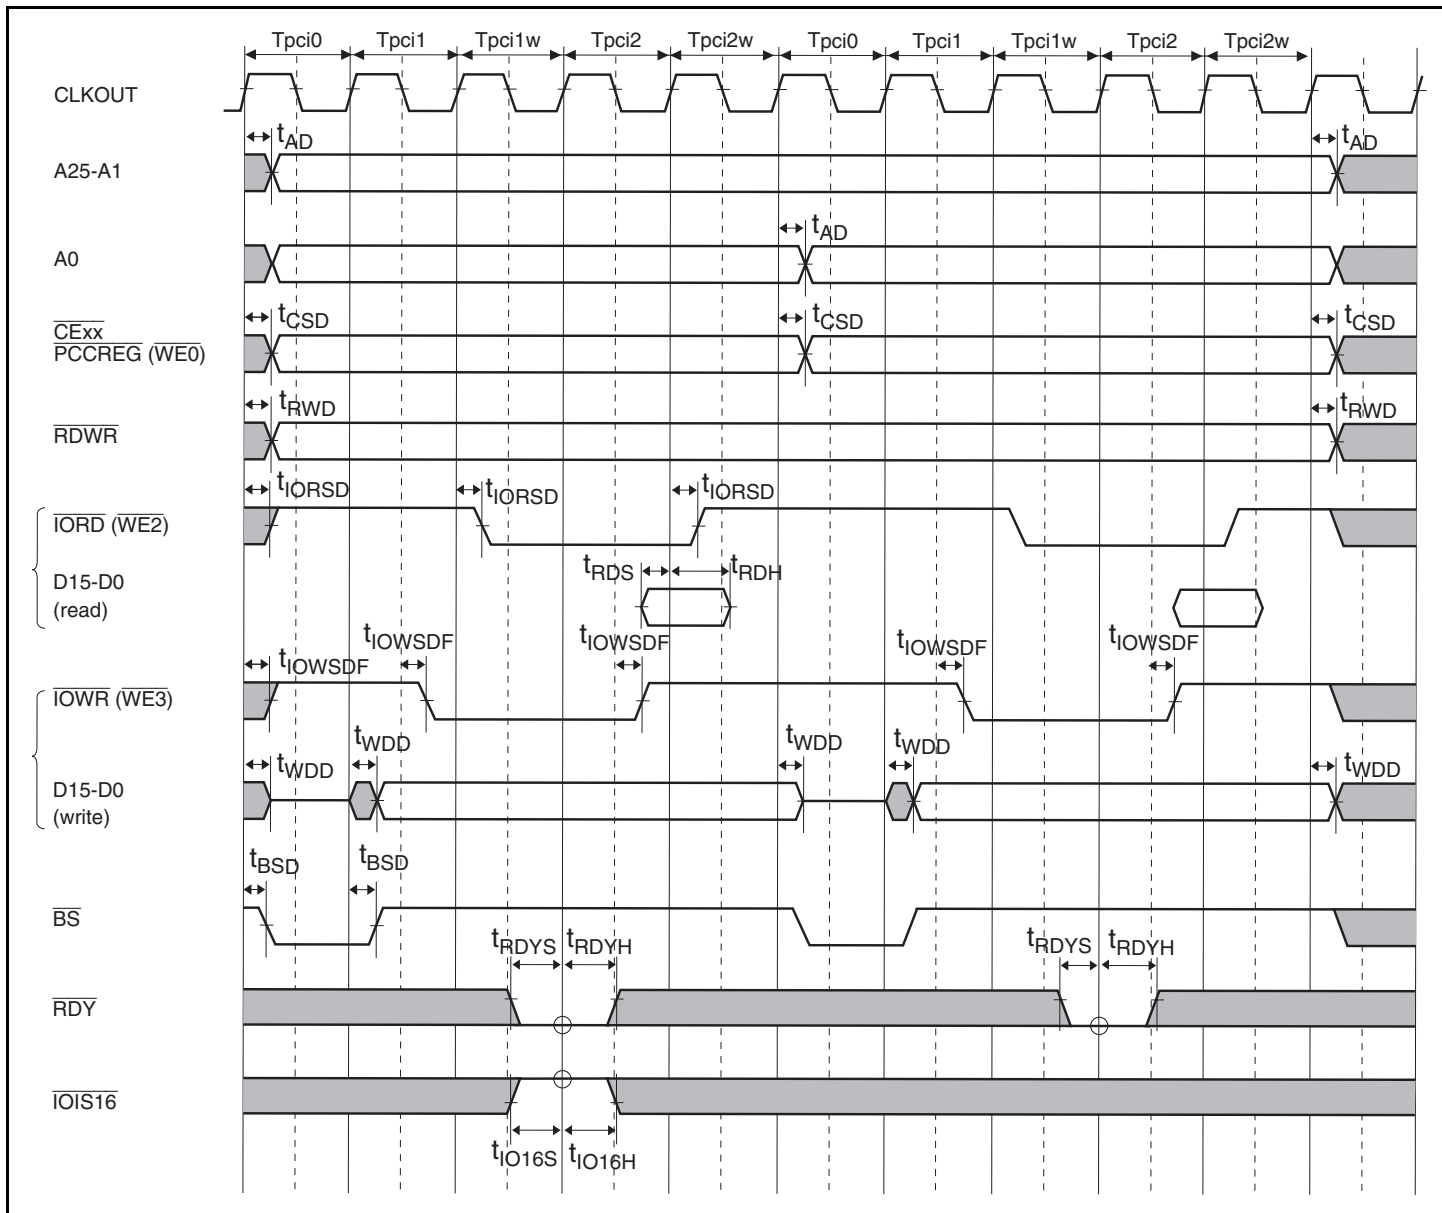 Tpci0 Tpci1 Tpci1w Tpci2 Tpci2w Tpci0 Tpci1 Tpci1w Tpci2 Tpci2w
CLKOUT
tAD tAD
A25-A1
tAD
A0
tCSD tCSD tCSD
CExx
PCCREG (WE0)
tRWD tRWD
RDWR
tIORSD tIORSD tIORSD
IORD (WE2)
tRDS tRDH
D15-D0
(read)
tIOWSDF tIOWSDF tIOWSDF tIOWSDF
tIOWSDF
IOWR (WE3)
tWDD tWDD tWDD
tWDD tWDD
D15-D0
(write)
tBSD tBSD
BS
tRDYS tRDYH tRDYS tRDYH
RDY
IOIS16
tIO16S tIO16H